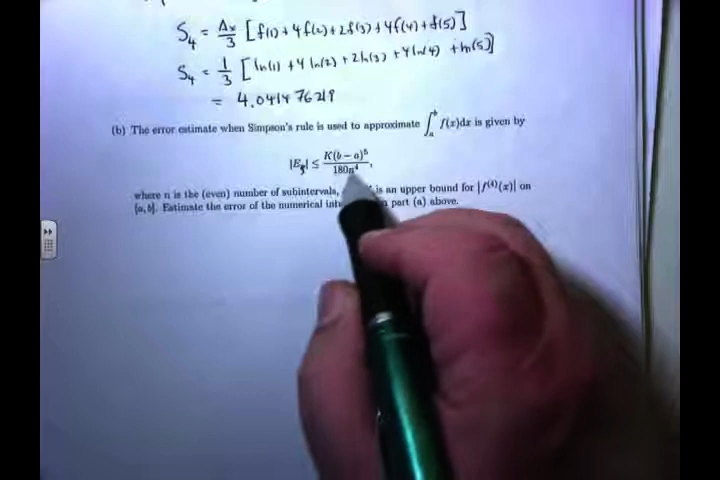 S₄ = Δx/3 [f(1) + 4f(2) + 2f(3) + 4f(4) + f(5)]
S₄ = 1/3 [ln(1) + 4 ln(2) + 2 ln(3) + 4 ln(4) + ln(5)]
= 4.041476219
(b) The error estimate when Simpson's rule is used to approximate ∫ₐᵇ f(x)dx is given by
|E_S| ≤ K(b − a)⁵ / 180n⁴,
where n is the (even) number of subintervals, is an upper bound for |f⁽⁴⁾(x)| on
[a, b]. Estimate the error of the numerical part (a) above.